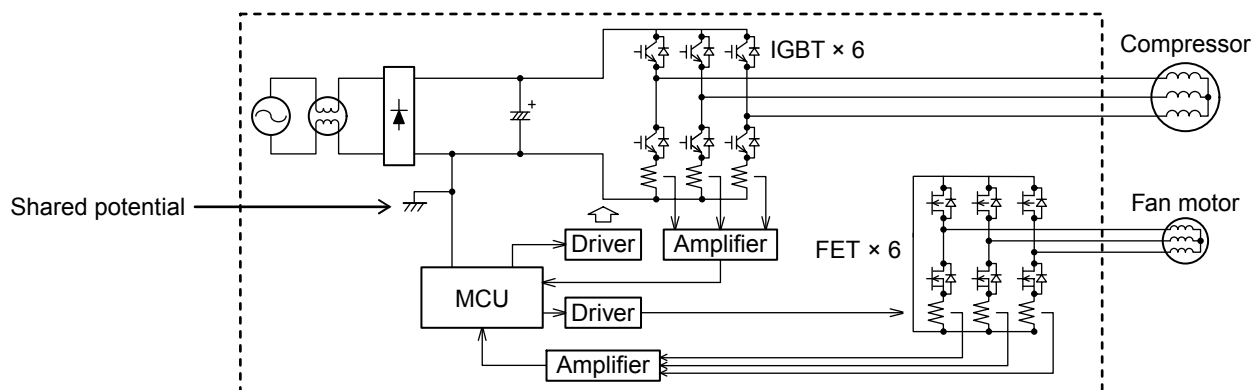 IGBT × 6
Compressor
+
Shared potential
Fan motor
Driver
Amplifier
FET × 6
MCU
Driver
Amplifier